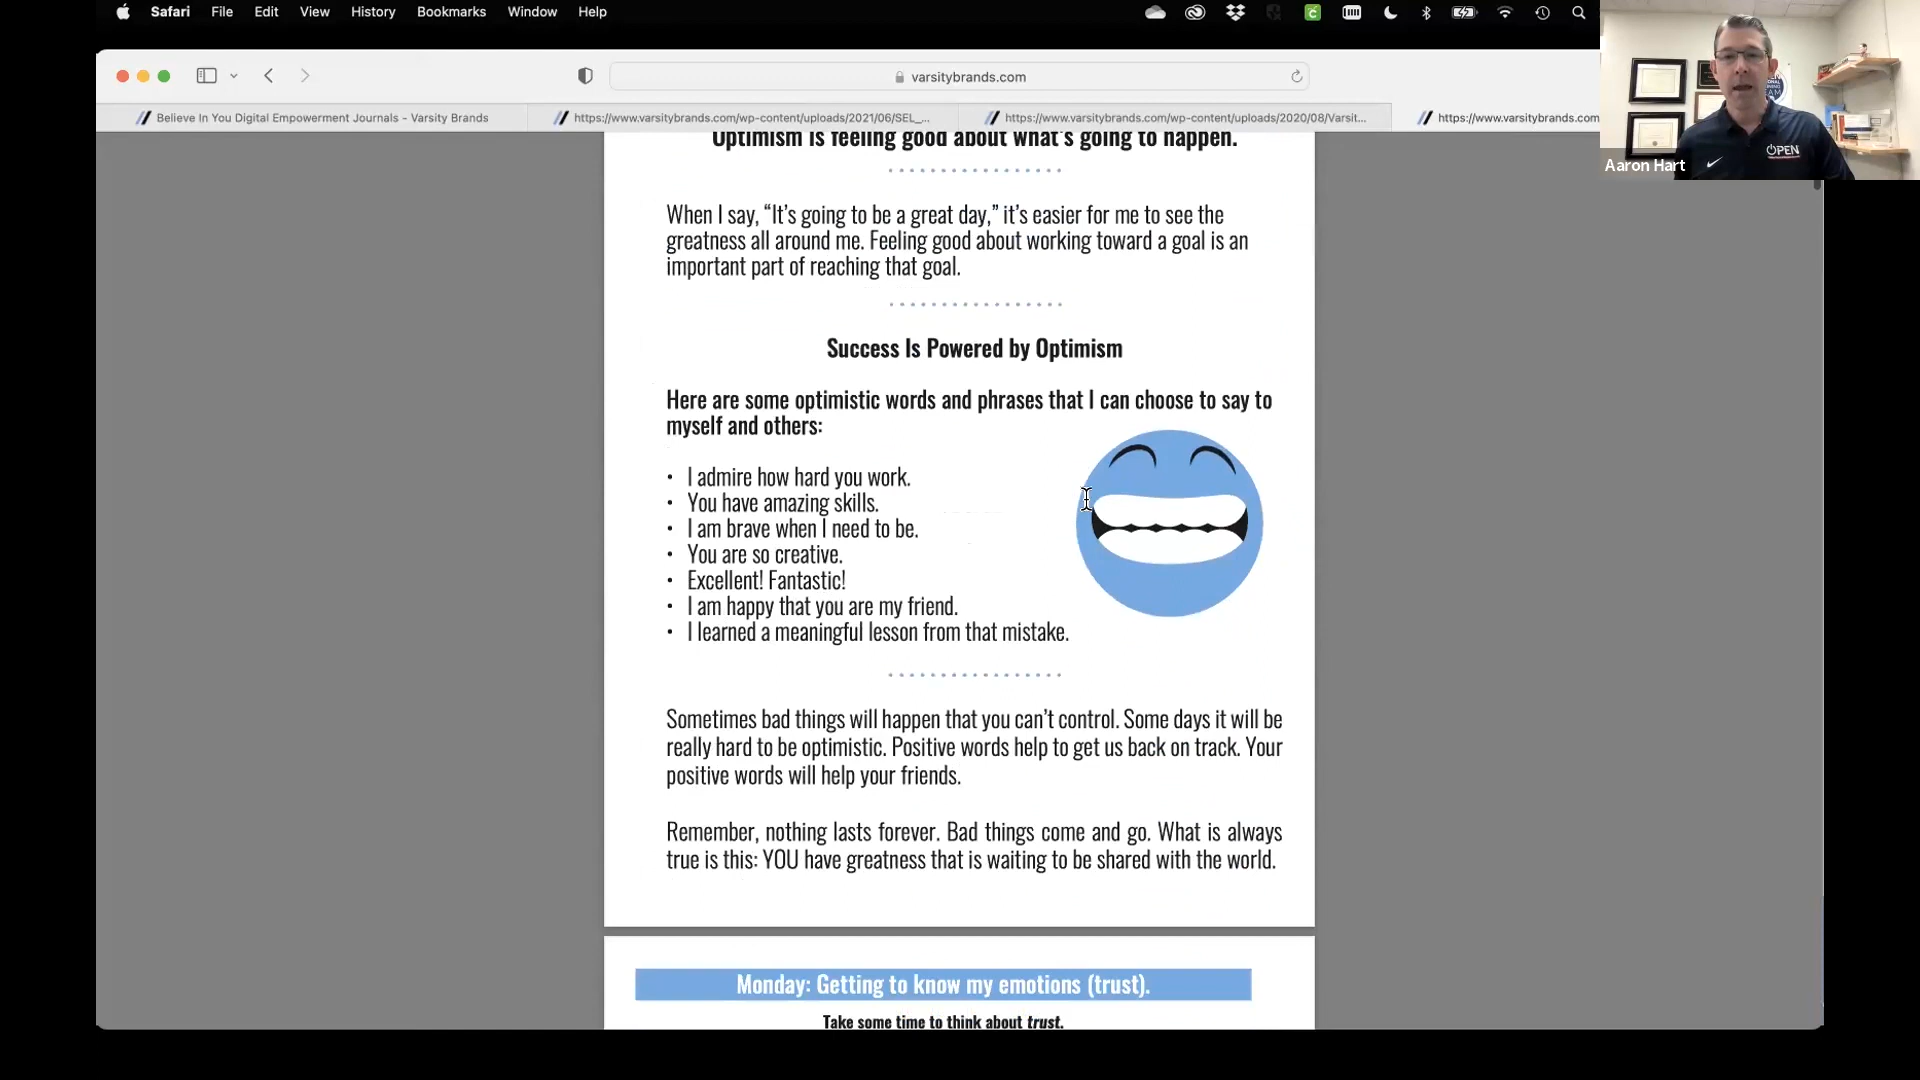 Safari File Edit View History Bookmarks Window Help
varsitybrands.com
Believe In You Digital Empowerment Journals - Varsity Brands
https://www.varsitybrands.com/wp-content/uploads/2021/06/SEL_...
https://www.varsitybrands.com/wp-content/uploads/2020/08/Varsit...
https://www.varsitybrands.com
OPEN
Aaron Hart
Optimism is feeling good about what's going to happen.
When I say, “It's going to be a great day,” it's easier for me to see the
greatness all around me. Feeling good about working toward a goal is an
important part of reaching that goal.
Success Is Powered by Optimism
Here are some optimistic words and phrases that I can choose to say to
myself and others:
• I admire how hard you work.
• You have amazing skills.
• I am brave when I need to be.
• You are so creative.
• Excellent! Fantastic!
• I am happy that you are my friend.
• I learned a meaningful lesson from that mistake.
Sometimes bad things will happen that you can't control. Some days it will be
really hard to be optimistic. Positive words help to get us back on track. Your
positive words will help your friends.
Remember, nothing lasts forever. Bad things come and go. What is always
true is this: YOU have greatness that is waiting to be shared with the world.
Monday: Getting to know my emotions (trust).
Take some time to think about trust.